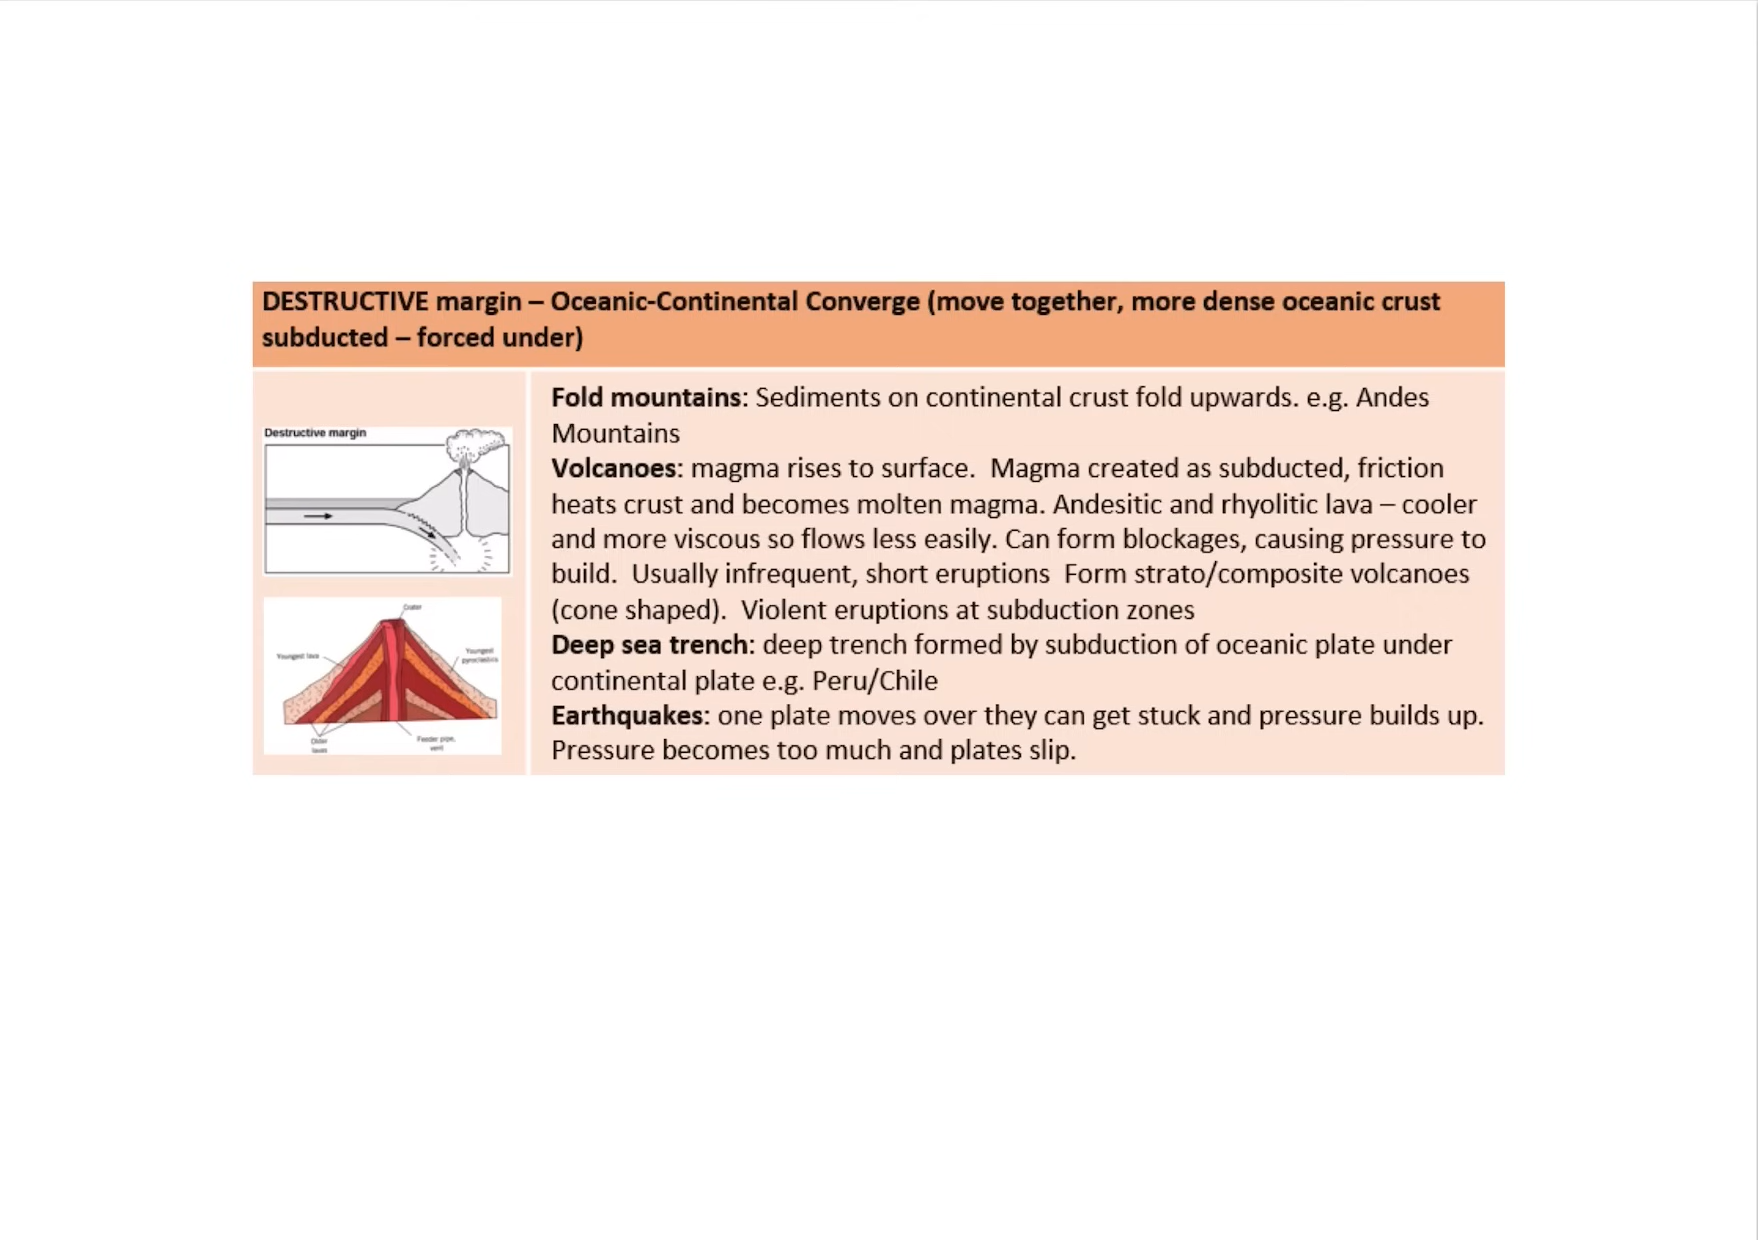 DESTRUCTIVE margin – Oceanic-Continental Converge (move together, more dense oceanic crust
subducted – forced under)
Destructive margin
Crater
Youngest lava
Youngest
pyroclastics
Older
lavas
Feeder pipe,
vent
Fold mountains: Sediments on continental crust fold upwards. e.g. Andes
Mountains
Volcanoes: magma rises to surface.  Magma created as subducted, friction
heats crust and becomes molten magma. Andesitic and rhyolitic lava – cooler
and more viscous so flows less easily. Can form blockages, causing pressure to
build.  Usually infrequent, short eruptions  Form strato/composite volcanoes
(cone shaped).  Violent eruptions at subduction zones
Deep sea trench: deep trench formed by subduction of oceanic plate under
continental plate e.g. Peru/Chile
Earthquakes: one plate moves over they can get stuck and pressure builds up.
Pressure becomes too much and plates slip.